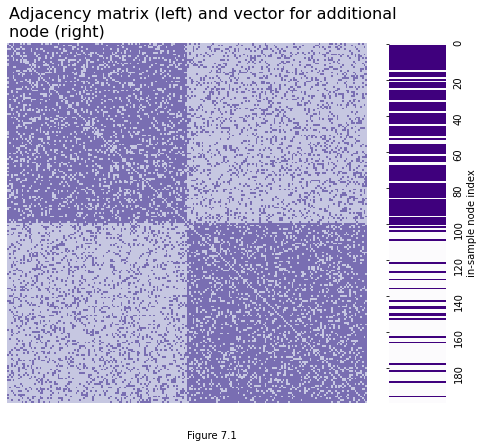 Adjacency matrix (left) and vector for additional
node (right)
0
20
40
60
80
100
120
140
160
180
in-sample node index
Figure 7.1